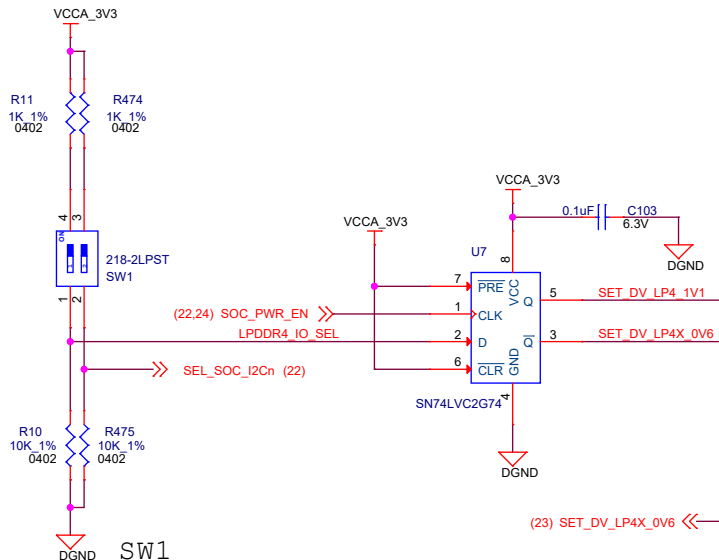 VCCA_3V3
R11
1K_1%
0402
R474
1K_1%
0402
4
3
ON
218-2LPST
SW1
1
2
R10
10K_1%
0402
R475
10K_1%
0402
DGND
SW1
(22,24) SOC_PWR_EN
LPDDR4_IO_SEL
SEL_SOC_I2Cn (22)
VCCA_3V3
VCCA_3V3
0.1uF
C103
6.3V
DGND
U7
8
7
PRE
VCC
Q
5
SET_DV_LP4_1V1
1
CLK
2
D
Q
3
SET_DV_LP4X_0V6
6
CLR
GND
4
SN74LVC2G74
DGND
(23) SET_DV_LP4X_0V6